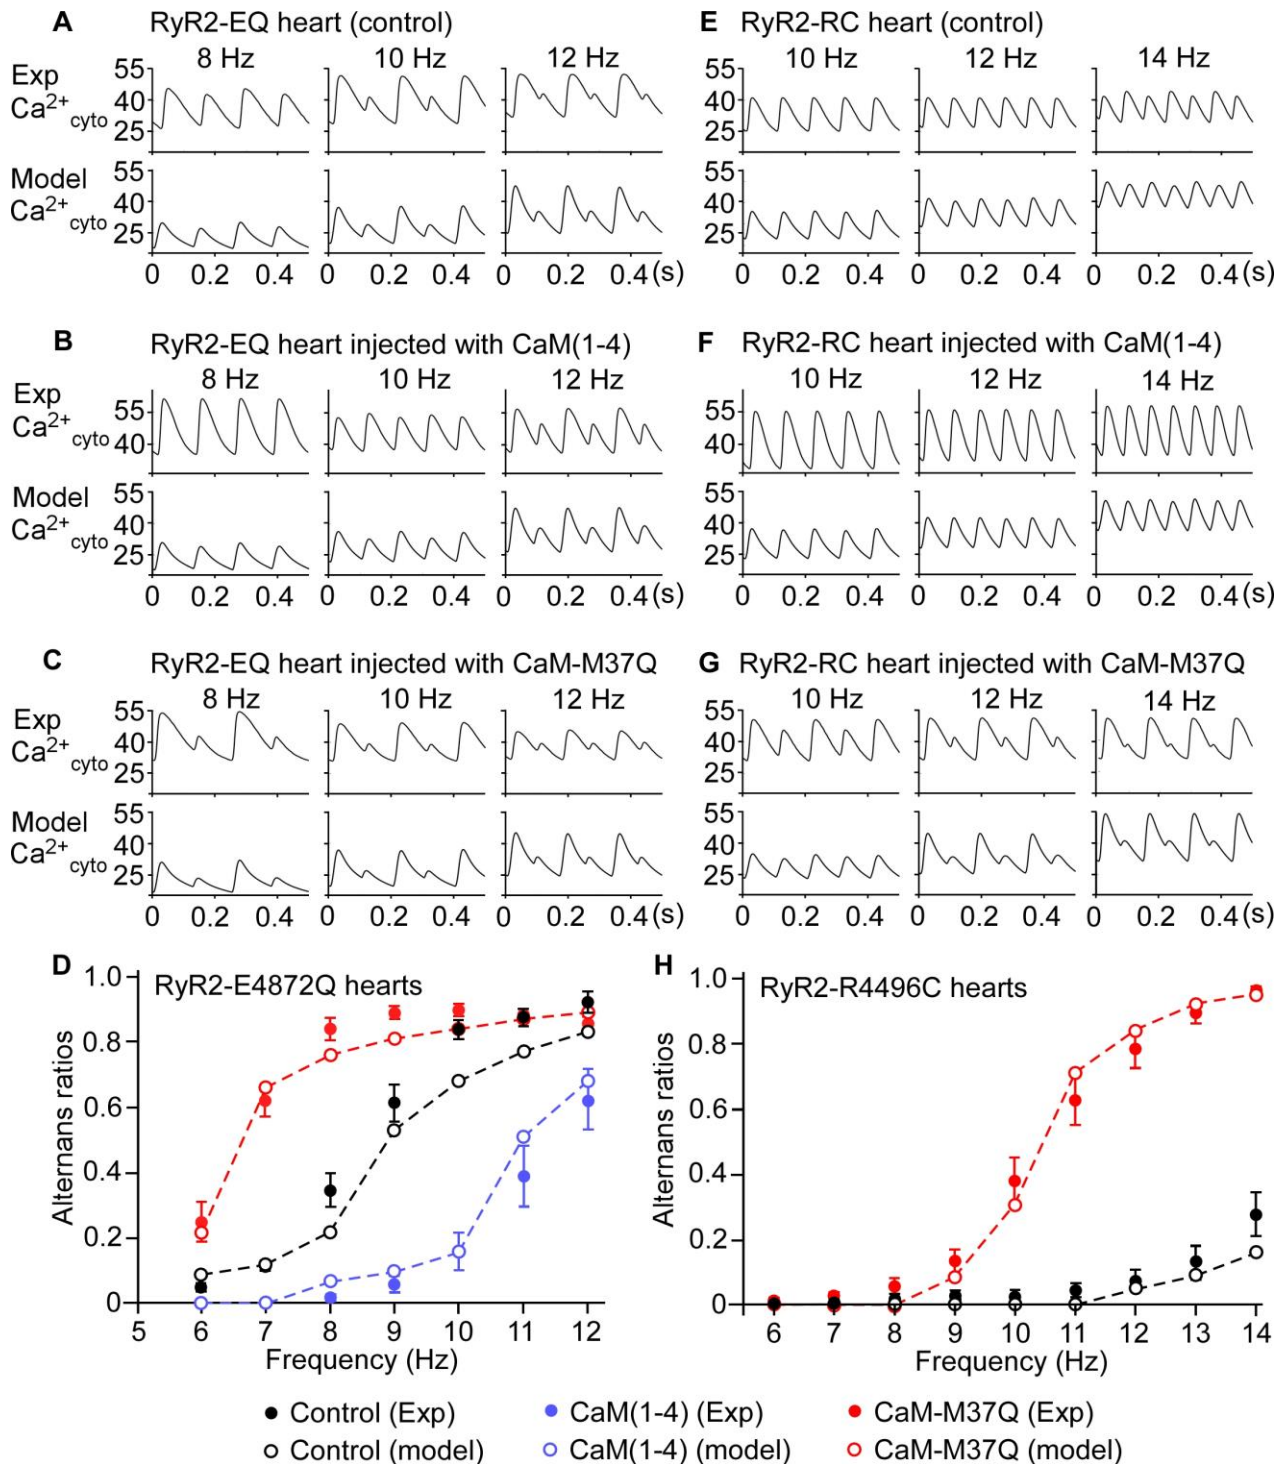 A RyR2-EQ heart (control)
8 Hz 10 Hz 12 Hz
Exp
Ca2+cyto
55
40
25
Model
Ca2+cyto
55
40
25
0 0.2 0.4 0 0.2 0.4 0 0.2 0.4 (s)
B RyR2-EQ heart injected with CaM(1-4)
8 Hz 10 Hz 12 Hz
Exp
Ca2+cyto
55
40
Model
Ca2+cyto
55
40
25
0 0.2 0.4 0 0.2 0.4 0 0.2 0.4 (s)
C RyR2-EQ heart injected with CaM-M37Q
8 Hz 10 Hz 12 Hz
Exp
Ca2+cyto
55
40
25
Model
Ca2+cyto
55
40
25
0 0.2 0.4 0 0.2 0.4 0 0.2 0.4 (s)
D RyR2-E4872Q hearts
Alternans ratios
1.0
0.8
0.6
0.4
0.2
0
5 6 7 8 9 10 11 12
Frequency (Hz)
E RyR2-RC heart (control)
10 Hz 12 Hz 14 Hz
55
40
25
55
40
25
0 0.2 0.4 0 0.2 0.4 0 0.2 0.4 (s)
F RyR2-RC heart injected with CaM(1-4)
10 Hz 12 Hz 14 Hz
55
40
55
40
25
0 0.2 0.4 0 0.2 0.4 0 0.2 0.4 (s)
G RyR2-RC heart injected with CaM-M37Q
10 Hz 12 Hz 14 Hz
55
40
25
55
40
25
0 0.2 0.4 0 0.2 0.4 0 0.2 0.4 (s)
H RyR2-R4496C hearts
Alternans ratios
1.0
0.8
0.6
0.4
0.2
0
6 7 8 9 10 11 12 13 14
Frequency (Hz)
Control (Exp) CaM(1-4) (Exp) CaM-M37Q (Exp)
Control (model) CaM(1-4) (model) CaM-M37Q (model)